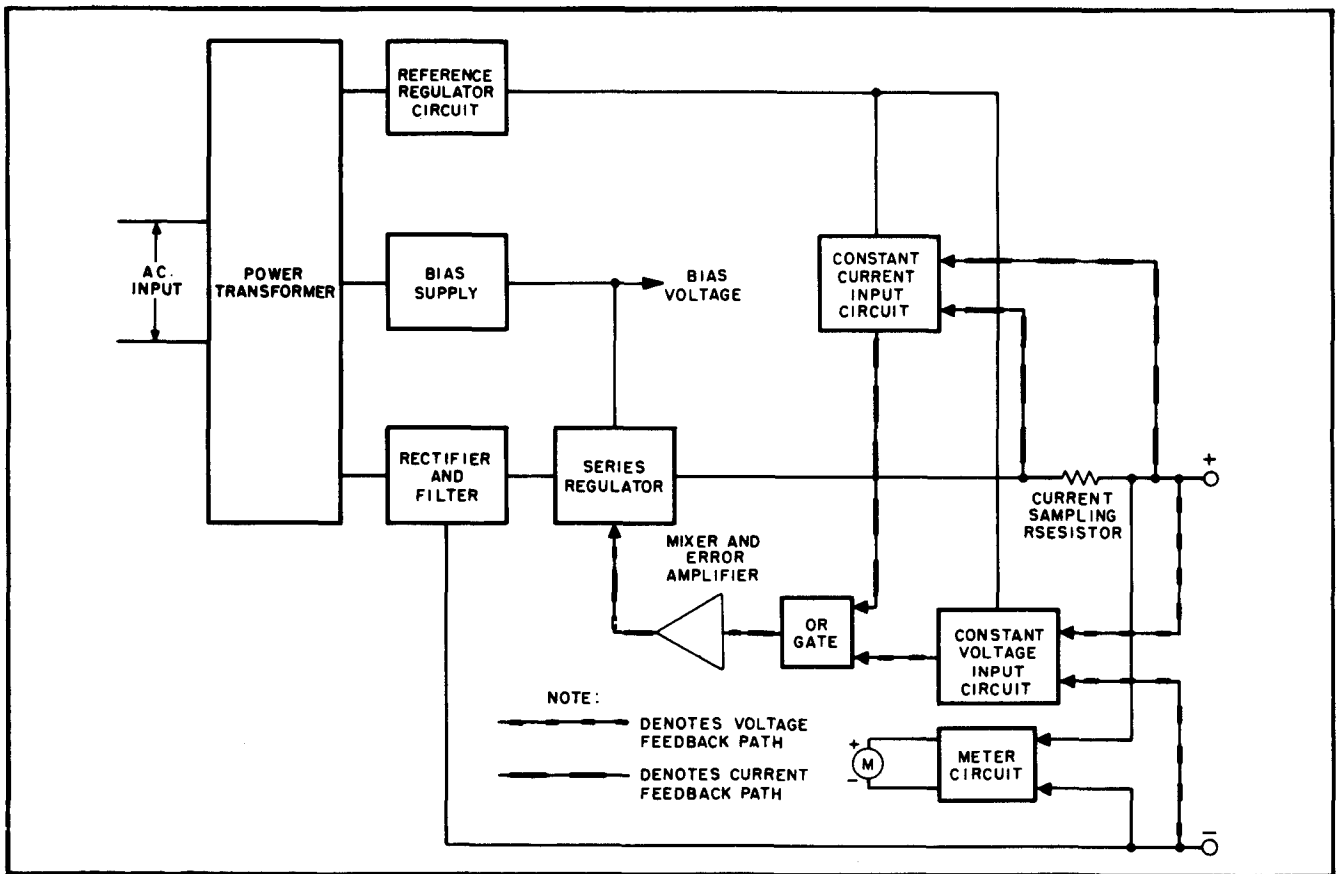 REFERENCE
REGULATOR
CIRCUIT
A.C.
INPUT
POWER
TRANSFORMER
BIAS
SUPPLY
BIAS
VOLTAGE
CONSTANT
CURRENT
INPUT
CIRCUIT
RECTIFIER
AND
FILTER
SERIES
REGULATOR
+
CURRENT
SAMPLING
RSESISTOR
MIXER AND
ERROR
AMPLIFIER
OR
GATE
CONSTANT
VOLTAGE
INPUT
CIRCUIT
NOTE:
DENOTES VOLTAGE
FEEDBACK PATH
DENOTES CURRENT
FEEDBACK PATH
+
M
-
METER
CIRCUIT
-